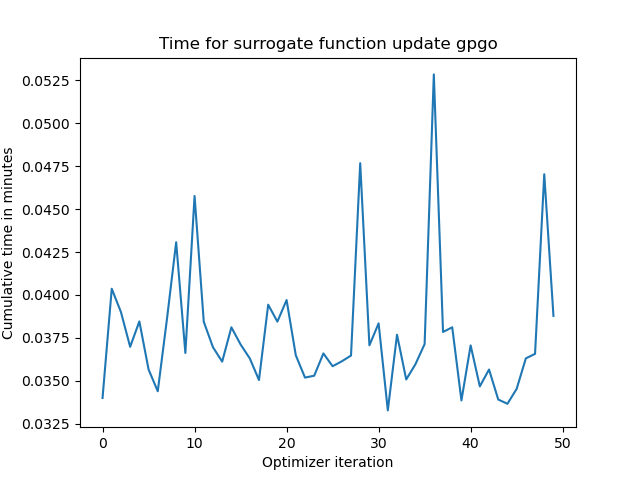 Time for surrogate function update gpgo
Cumulative time in minutes
0.0525
0.0500
0.0475
0.0450
0.0425
0.0400
0.0375
0.0350
0.0325
0 10 20 30 40 50
Optimizer iteration